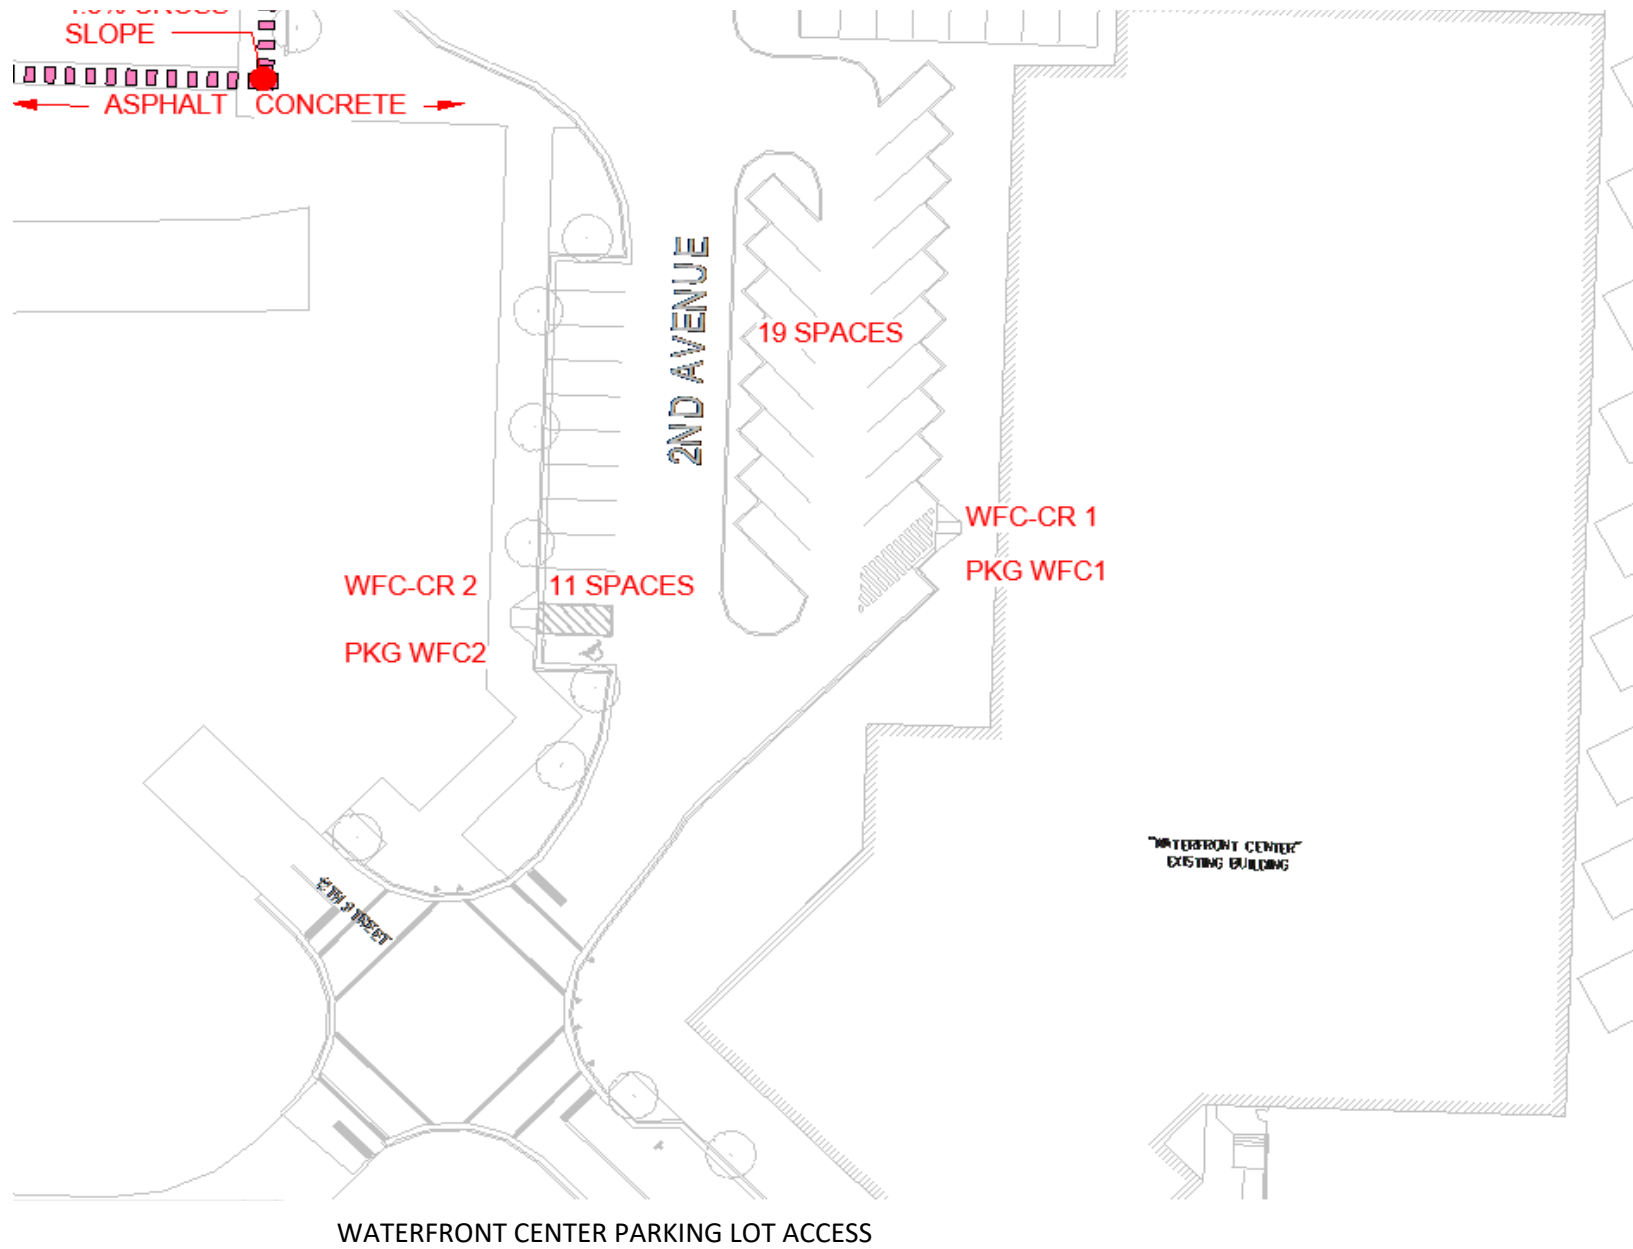 SLOPE
ASPHALT CONCRETE
2ND AVENUE
19 SPACES
WFC-CR 1
PKG WFC1
WFC-CR 2
11 SPACES
PKG WFC2
"WATERFRONT CENTER"
EXISTING BUILDING
STREET
WATERFRONT CENTER PARKING LOT ACCESS